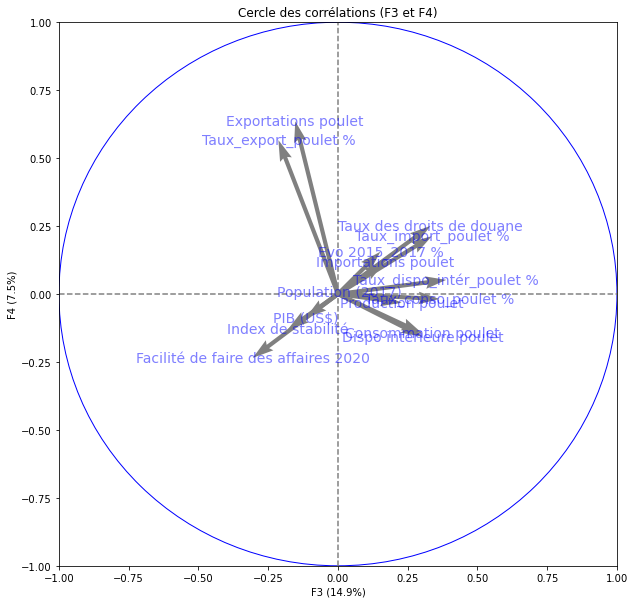 Cercle des corrélations (F3 et F4)
1.00
0.75
0.50
0.25
0.00
−0.25
−0.50
−0.75
−1.00
F4 (7.5%)
Exportations poulet
Taux_export_poulet %
Taux des droits de douane
Taux_import_poulet %
Evo 2015_2017 %
Importations poulet
Taux_dispo_intér_poulet %
Population (2017)
Taux_conso_poulet %
Production poulet
PIB (US$)
Index de stabilité
Consommation poulet
Dispo intérieure poulet
Facilité de faire des affaires 2020
−1.00 −0.75 −0.50 −0.25 0.00 0.25 0.50 0.75 1.00
F3 (14.9%)